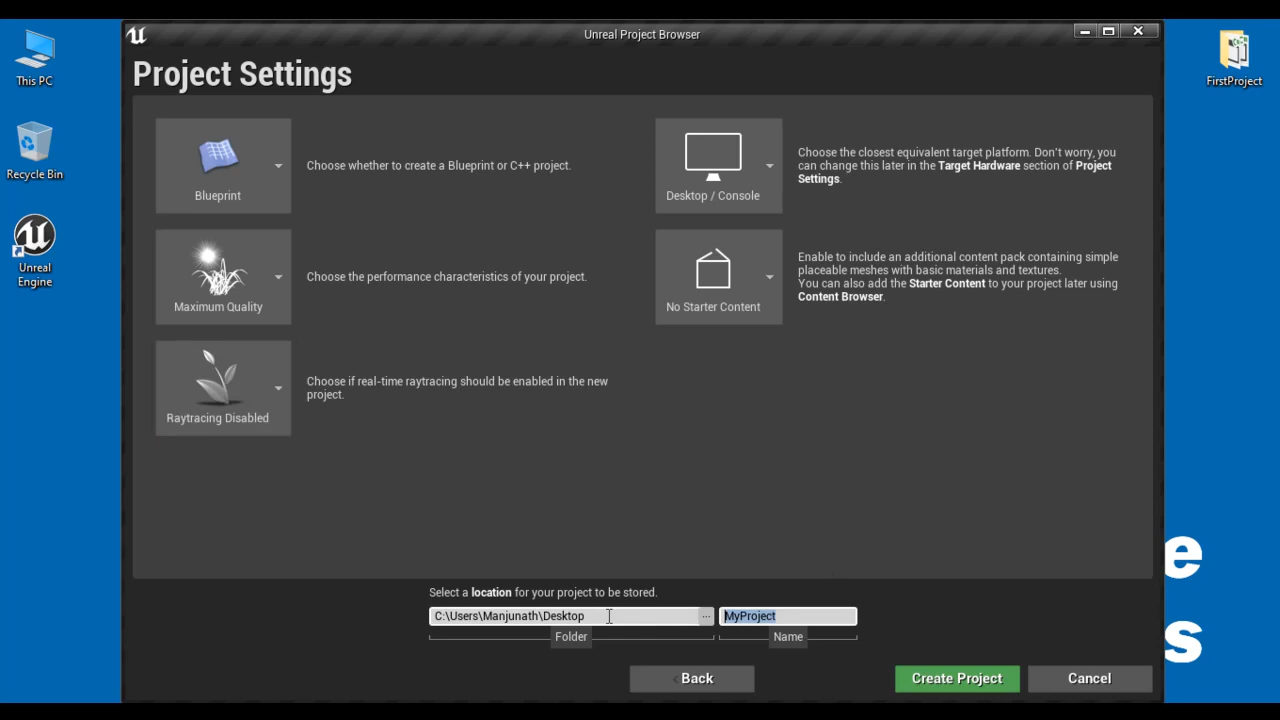 Unreal Project Browser
Project Settings
This PC
Recycle Bin
Unreal
Engine
FirstProject
Blueprint
Choose whether to create a Blueprint or C++ project.
Desktop / Console
Choose the closest equivalent target platform. Don't worry, you
can change this later in the Target Hardware section of Project
Settings.
Maximum Quality
Choose the performance characteristics of your project.
No Starter Content
Enable to include an additional content pack containing simple
placeable meshes with basic materials and textures.
You can also add the Starter Content to your project later using
Content Browser.
Raytracing Disabled
Choose if real-time raytracing should be enabled in the new
project.
e
s
Select a location for your project to be stored.
C:\Users\Manjunath\Desktop
...
MyProject
Folder
Name
Back
Create Project
Cancel